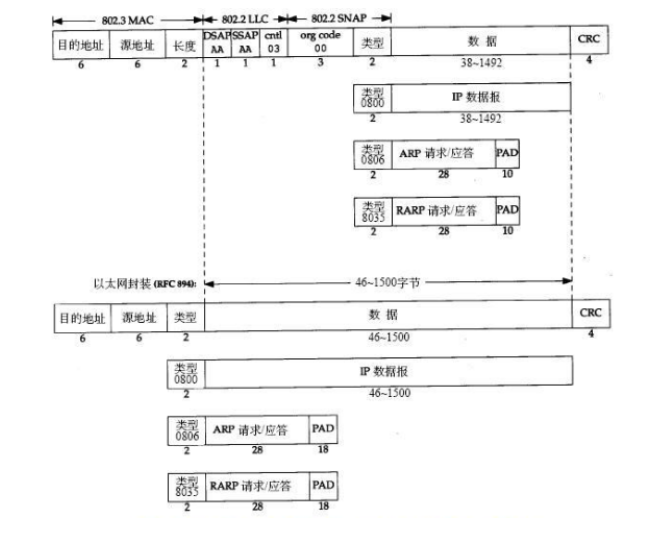 802.3 MAC 802.2 LLC 802.2 SNAP
目的地址 源地址 长度 DSAP AA SSAP AA cntl 03 org code 00 类型 数据 CRC
6 6 2 1 1 1 3 2 38~1492 4
类型 0800 IP 数据报
2 38~1492
类型 0806 ARP 请求/应答 PAD
2 28 10
类型 8035 RARP 请求/应答 PAD
2 28 10
以太网封装 (RFC 894): 46~1500字节
目的地址 源地址 类型 数据 CRC
6 6 2 46~1500 4
类型 0800 IP 数据报
2 46~1500
类型 0806 ARP 请求/应答 PAD
2 28 18
类型 8035 RARP 请求/应答 PAD
2 28 18